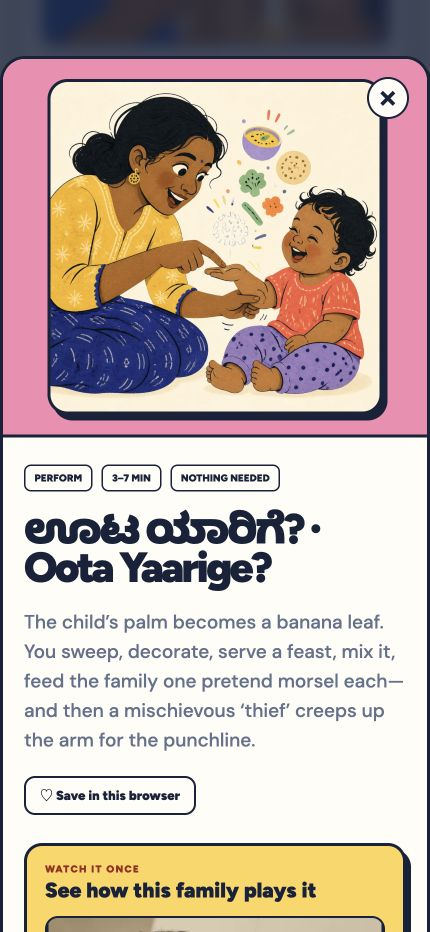 PERFORM
3–7 MIN
NOTHING NEEDED
ಊಟ ಯಾರಿಗೆ? ·
Oota Yaarige?
The child’s palm becomes a banana leaf.
You sweep, decorate, serve a feast, mix it,
feed the family one pretend morsel each—
and then a mischievous ‘thief’ creeps up
the arm for the punchline.
♡ Save in this browser
WATCH IT ONCE
See how this family plays it